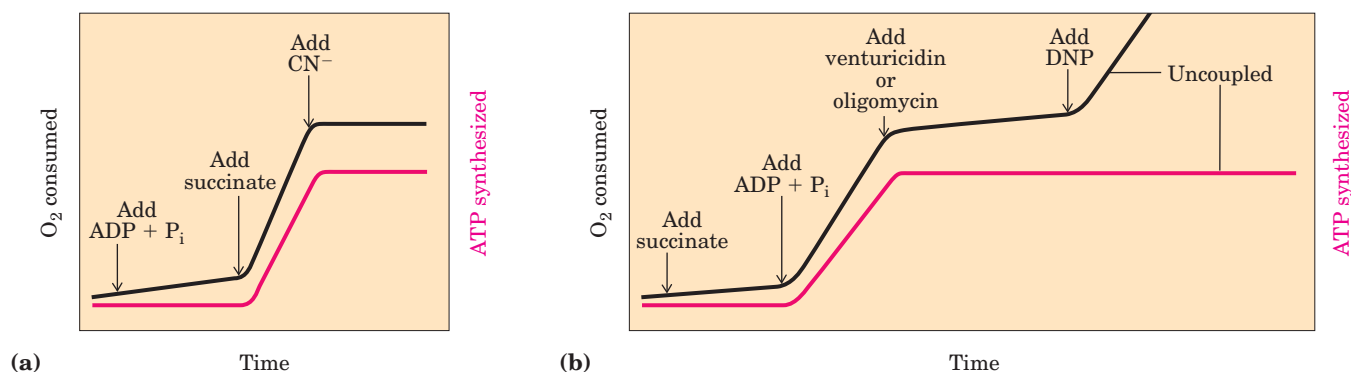 O₂ consumed
Add
ADP + Pᵢ
Add
succinate
Add
CN⁻
ATP synthesized
(a)
Time
O₂ consumed
Add
succinate
Add
ADP + Pᵢ
Add
venturicidin
or
oligomycin
Add
DNP
Uncoupled
ATP synthesized
(b)
Time